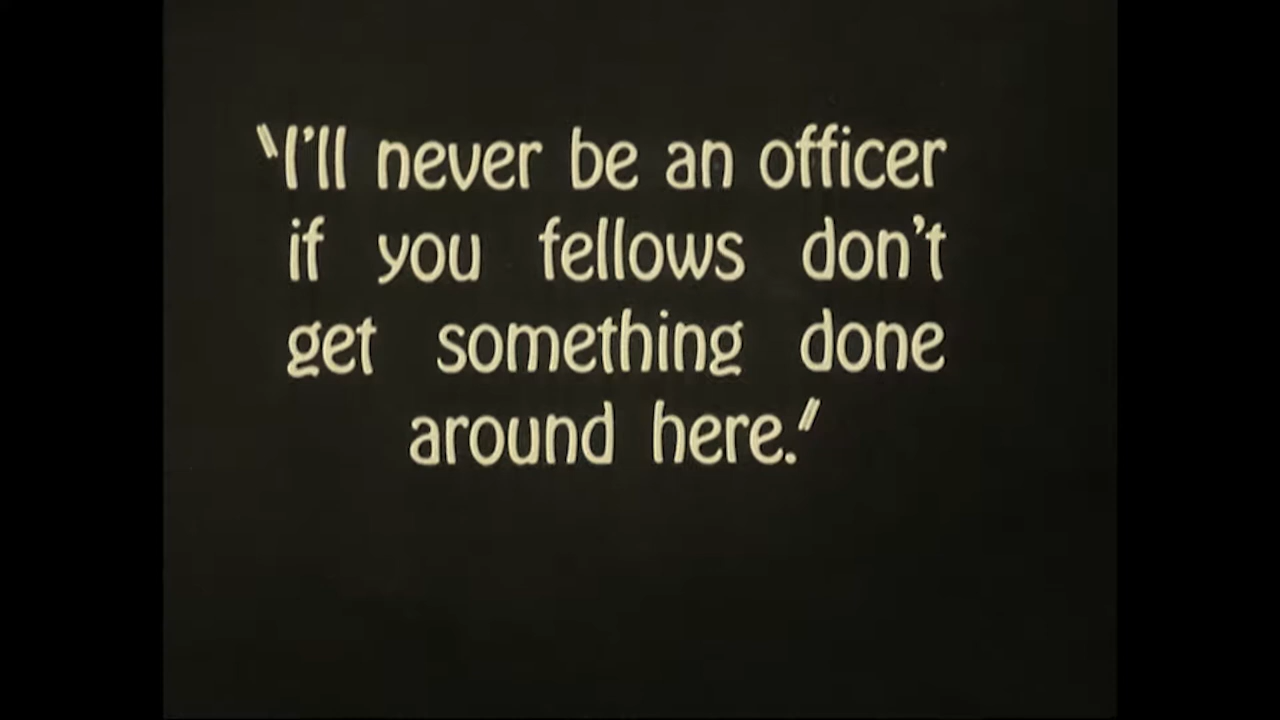 "I'll never be an officer
if you fellows don't
get something done
around here."